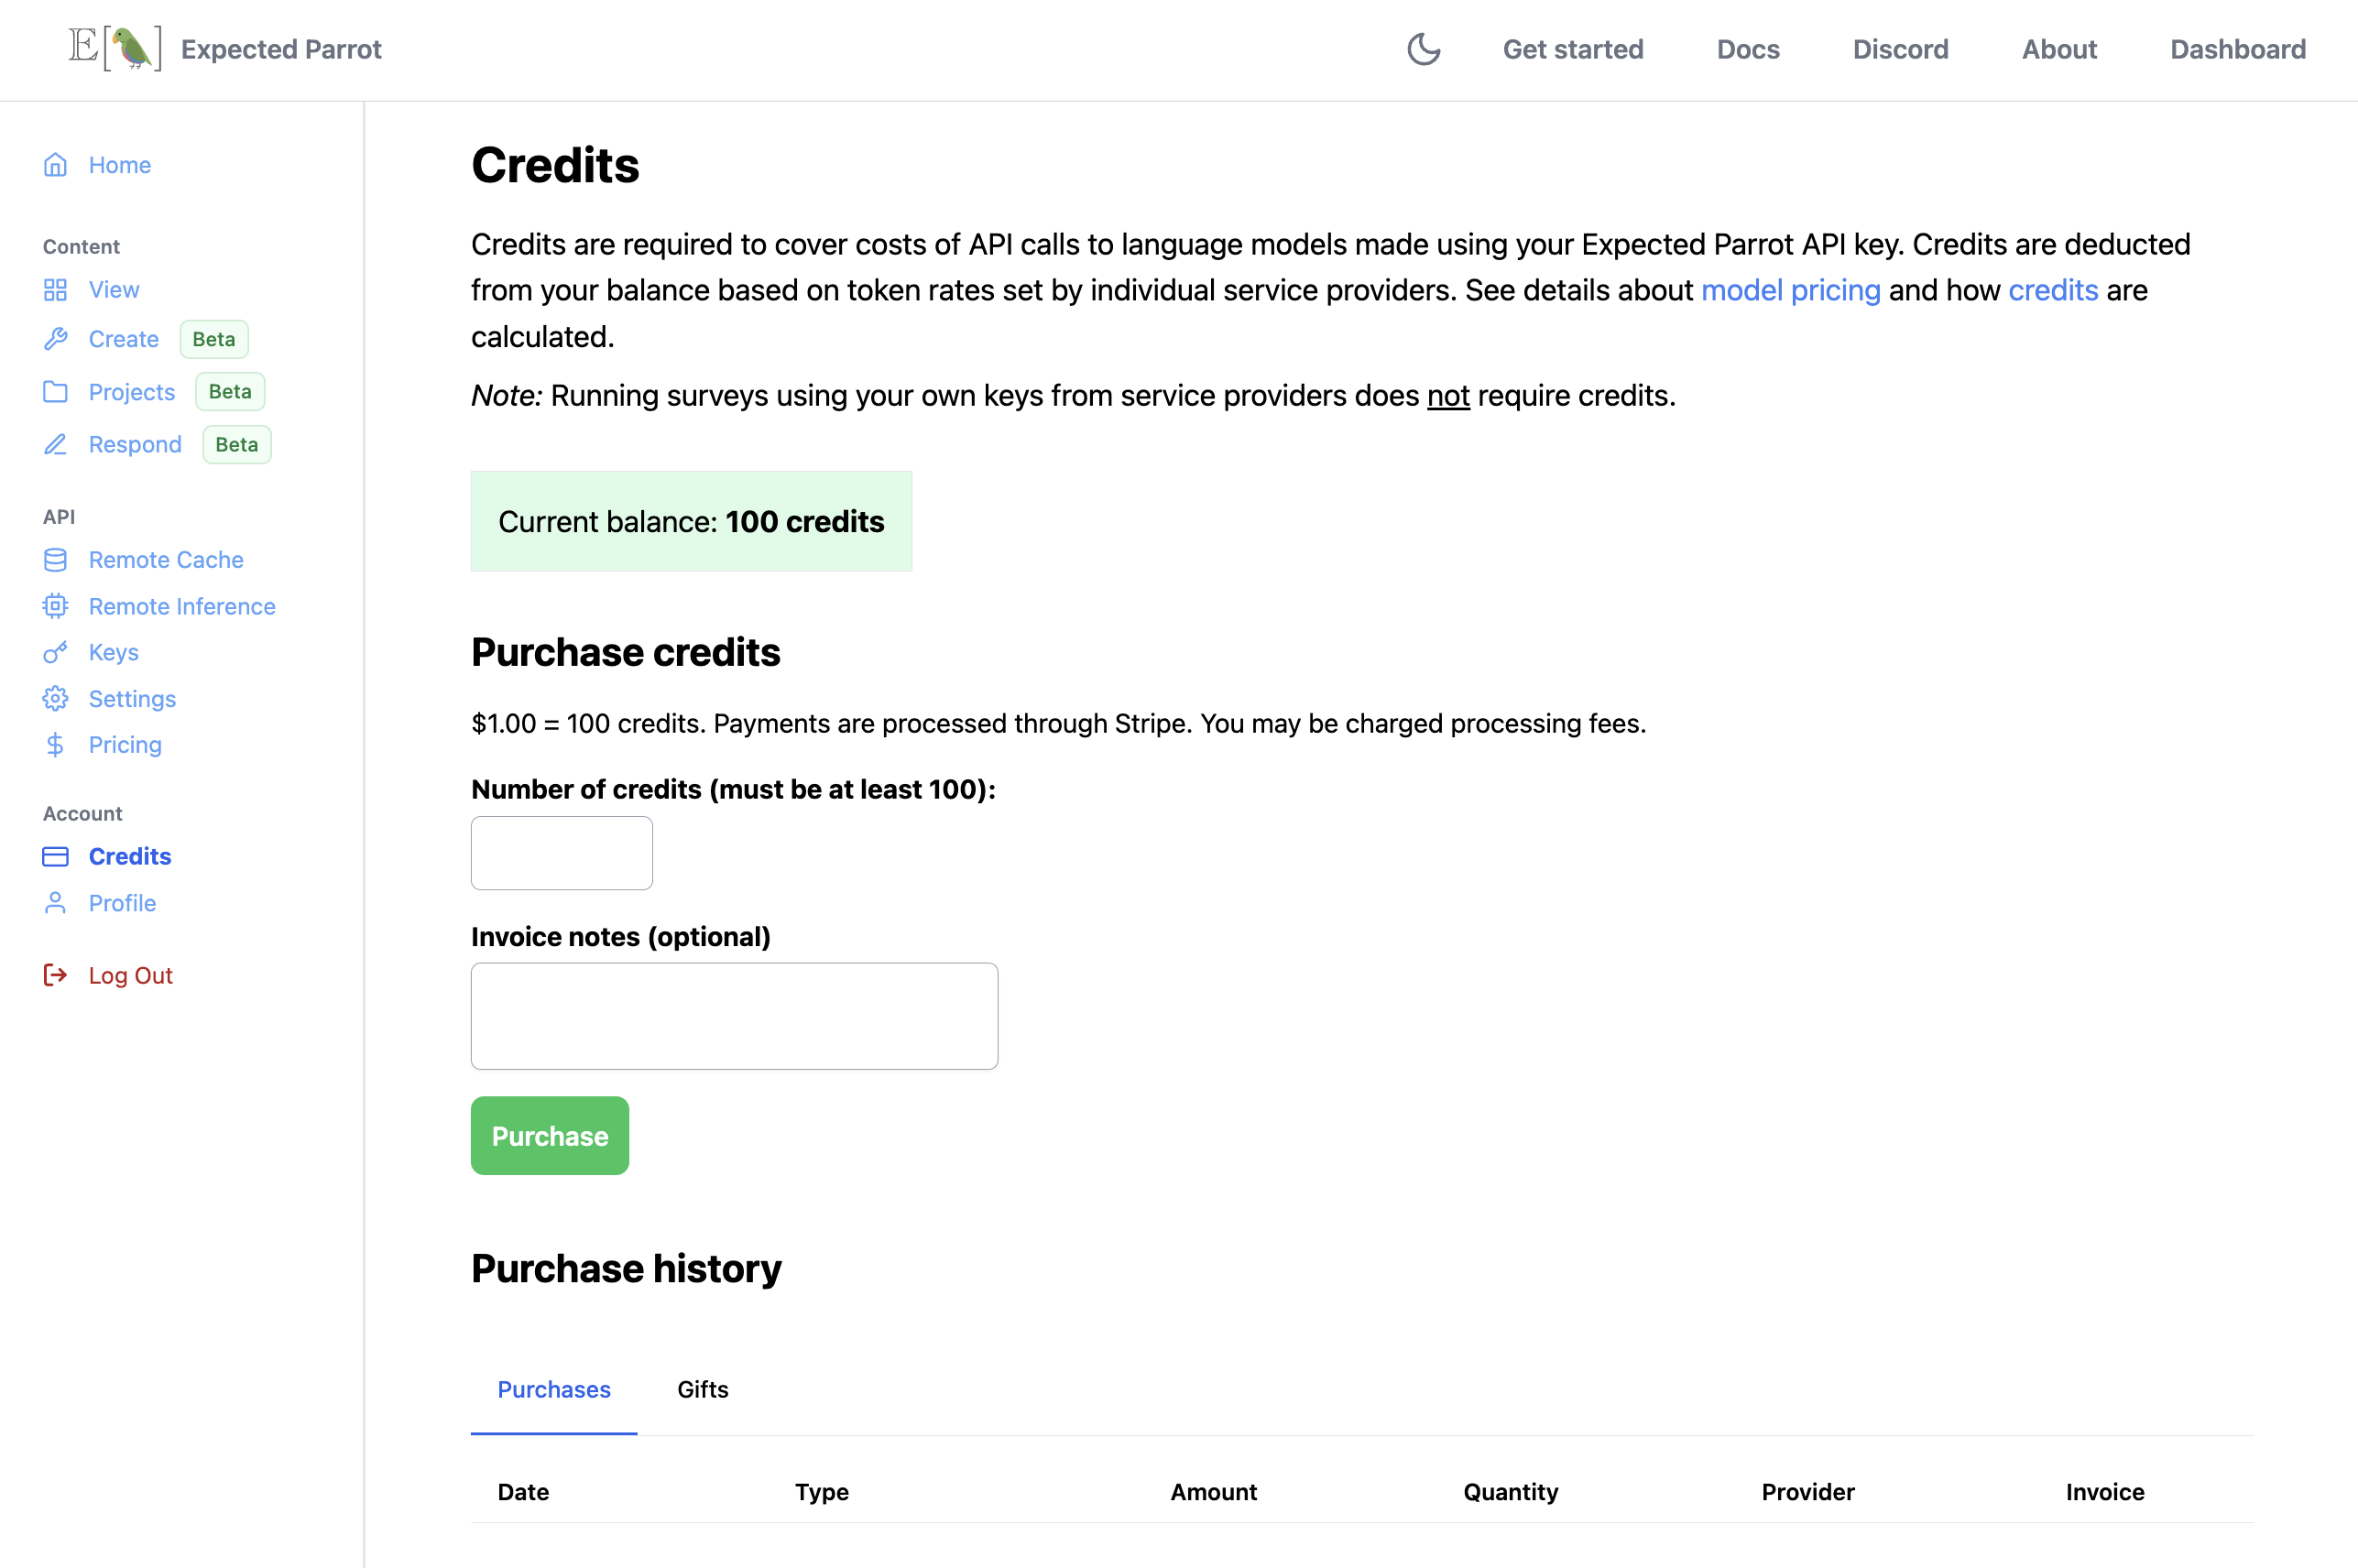 E[ ] Expected Parrot
Get started
Docs
Discord
About
Dashboard
Home
Content
View
Create Beta
Projects Beta
Respond Beta
API
Remote Cache
Remote Inference
Keys
Settings
Pricing
Account
Credits
Profile
Log Out
Credits
Credits are required to cover costs of API calls to language models made using your Expected Parrot API key. Credits are deducted
from your balance based on token rates set by individual service providers. See details about model pricing and how credits are
calculated.
Note: Running surveys using your own keys from service providers does not require credits.
Current balance: 100 credits
Purchase credits
$1.00 = 100 credits. Payments are processed through Stripe. You may be charged processing fees.
Number of credits (must be at least 100):
Invoice notes (optional)
Purchase
Purchase history
Purchases Gifts
Date Type Amount Quantity Provider Invoice